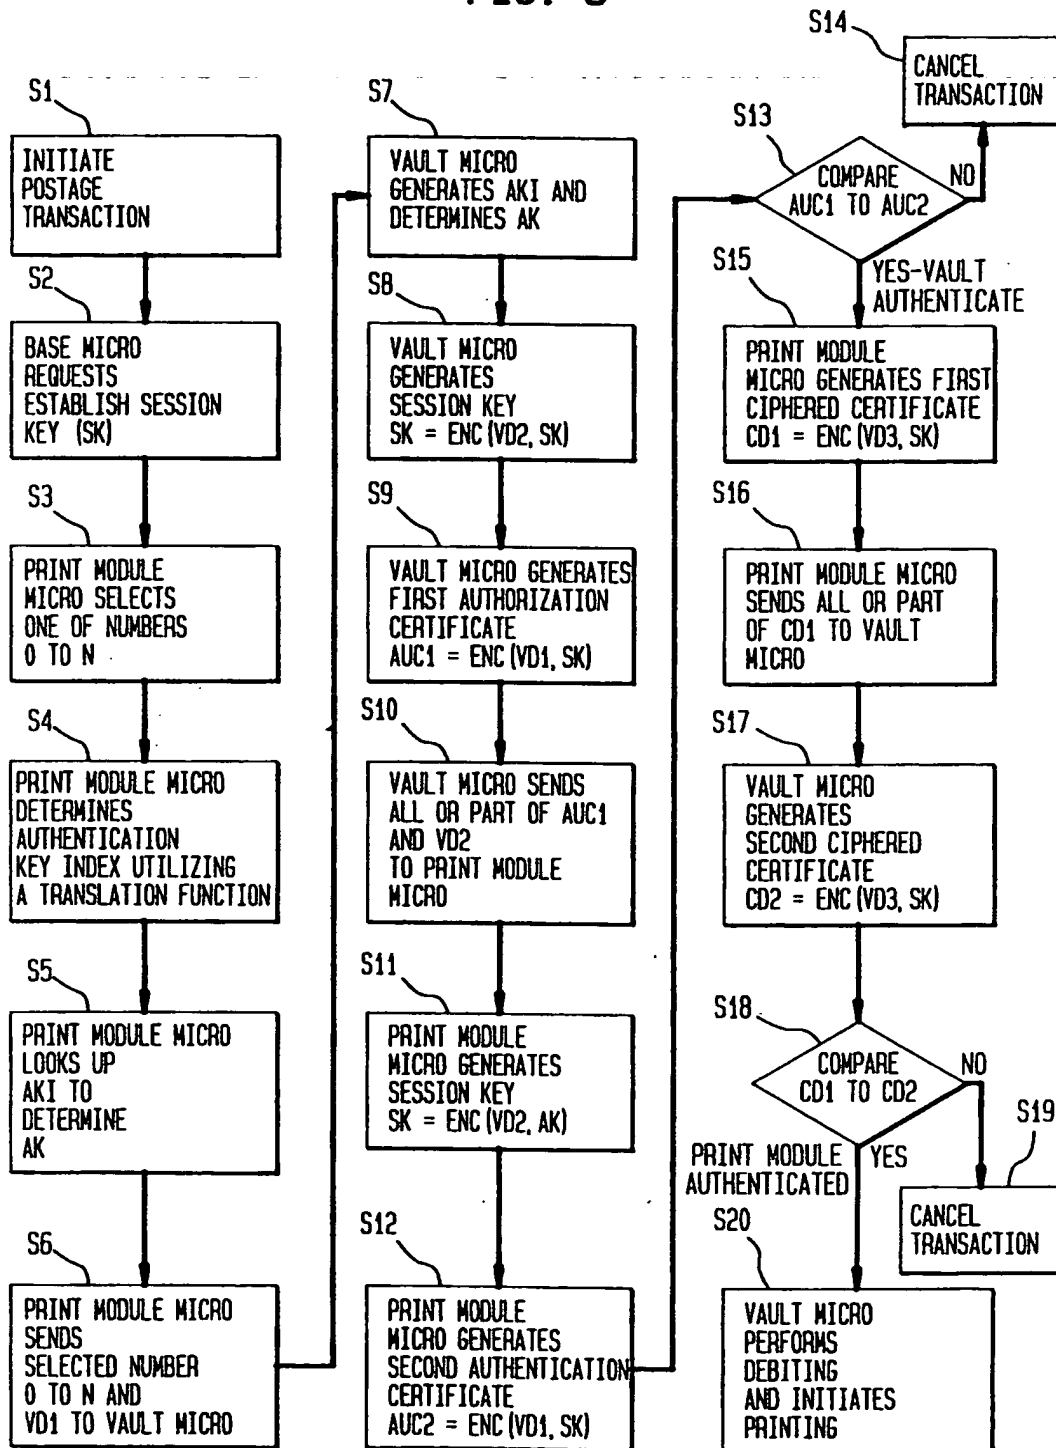 S1
INITIATE
POSTAGE
TRANSACTION
S2
BASE MICRO
REQUESTS
ESTABLISH SESSION
KEY (SK)
S3
PRINT MODULE
MICRO SELECTS
ONE OF NUMBERS
0 TO N
S4
PRINT MODULE MICRO
DETERMINES
AUTHENTICATION
KEY INDEX UTILIZING
A TRANSLATION FUNCTION
S5
PRINT MODULE MICRO
LOOKS UP
AKI TO
DETERMINE
AK
S6
PRINT MODULE MICRO
SENDS
SELECTED NUMBER
0 TO N AND
VD1 TO VAULT MICRO
S7
VAULT MICRO
GENERATES AKI AND
DETERMINES AK
S8
VAULT MICRO
GENERATES
SESSION KEY
SK = ENC(VD2, SK)
S9
VAULT MICRO GENERATES
FIRST AUTHORIZATION
CERTIFICATE
AUC1 = ENC(VD1, SK)
S10
VAULT MICRO SENDS
ALL OR PART OF AUC1
AND VD2
TO PRINT MODULE
MICRO
S11
PRINT MODULE
MICRO GENERATES
SESSION KEY
SK = ENC(VD2, AK)
S12
PRINT MODULE
MICRO GENERATES
SECOND AUTHENTICATION
CERTIFICATE
AUC2 = ENC(VD1, SK)
S13
COMPARE
AUC1 TO AUC2
NO
S14
CANCEL
TRANSACTION
YES-VAULT
AUTHENTICATE
S15
PRINT MODULE
MICRO GENERATES FIRST
CIPHERED CERTIFICATE
CD1 = ENC(VD3, SK)
S16
PRINT MODULE MICRO
SENDS ALL OR PART
OF CD1 TO VAULT
MICRO
S17
VAULT MICRO
GENERATES
SECOND CIPHERED
CERTIFICATE
CD2 = ENC(VD3, SK)
S18
COMPARE
CD1 TO CD2
NO
S19
CANCEL
TRANSACTION
PRINT MODULE YES
AUTHENTICATED
S20
VAULT MICRO
PERFORMS
DEBITING
AND INITIATES
PRINTING